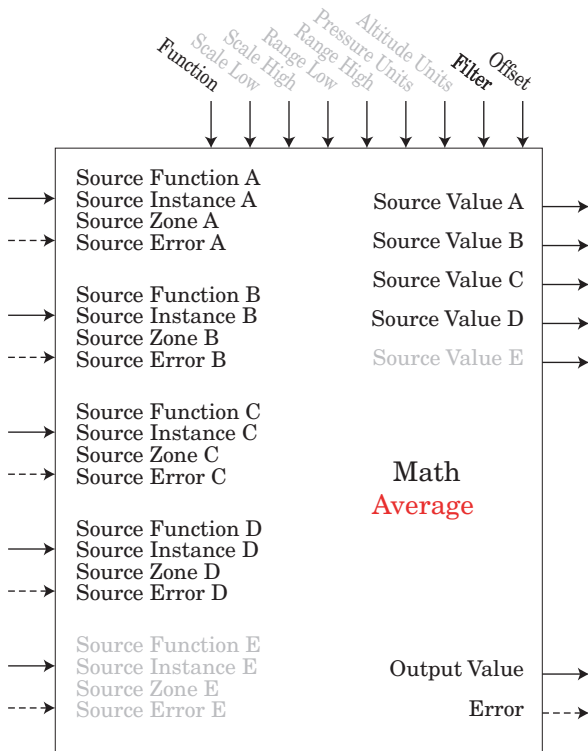 Function
Scale Low
Scale High
Range Low
Range High
Pressure Units
Altitude Units
Filter
Offset
Source Function A
Source Instance A
Source Zone A
Source Error A
Source Function B
Source Instance B
Source Zone B
Source Error B
Source Function C
Source Instance C
Source Zone C
Source Error C
Source Function D
Source Instance D
Source Zone D
Source Error D
Source Function E
Source Instance E
Source Zone E
Source Error E
Source Value A
Source Value B
Source Value C
Source Value D
Source Value E
Math
Average
Output Value
Error